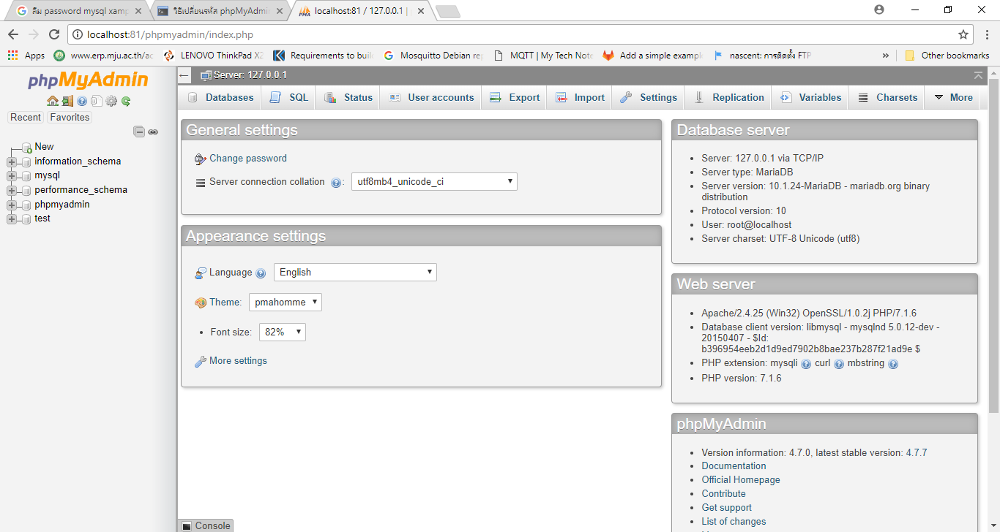 ลืม password mysql xamp
วิธีเปลี่ยนรหัส phpMyAdmin
localhost:81 / 127.0.0.1 |
localhost:81/phpmyadmin/index.php
Apps
www.erp.mju.ac.th/ac
LENOVO ThinkPad X2
Requirements to buil
Mosquitto Debian rep
MQTT | My Tech Note
Add a simple example
nascent: การติดตั้ง FTP
»
Other bookmarks
phpMyAdmin
Recent
Favorites
New
information_schema
mysql
performance_schema
phpmyadmin
test
Server: 127.0.0.1
Databases
SQL
Status
User accounts
Export
Import
Settings
Replication
Variables
Charsets
More
General settings
Change password
Server connection collation :
utf8mb4_unicode_ci
Appearance settings
Language
English
Theme:
pmahomme
• Font size:
82%
More settings
Database server
• Server: 127.0.0.1 via TCP/IP
• Server type: MariaDB
• Server version: 10.1.24-MariaDB - mariadb.org binary
distribution
• Protocol version: 10
• User: root@localhost
• Server charset: UTF-8 Unicode (utf8)
Web server
• Apache/2.4.25 (Win32) OpenSSL/1.0.2j PHP/7.1.6
• Database client version: libmysql - mysqlnd 5.0.12-dev -
20150407 - $Id:
b396954eeb2d1d9ed7902b8bae237b287f21ad9e $
• PHP extension: mysqli curl mbstring
• PHP version: 7.1.6
phpMyAdmin
• Version information: 4.7.0, latest stable version: 4.7.7
• Documentation
• Official Homepage
• Contribute
• Get support
• List of changes
Console